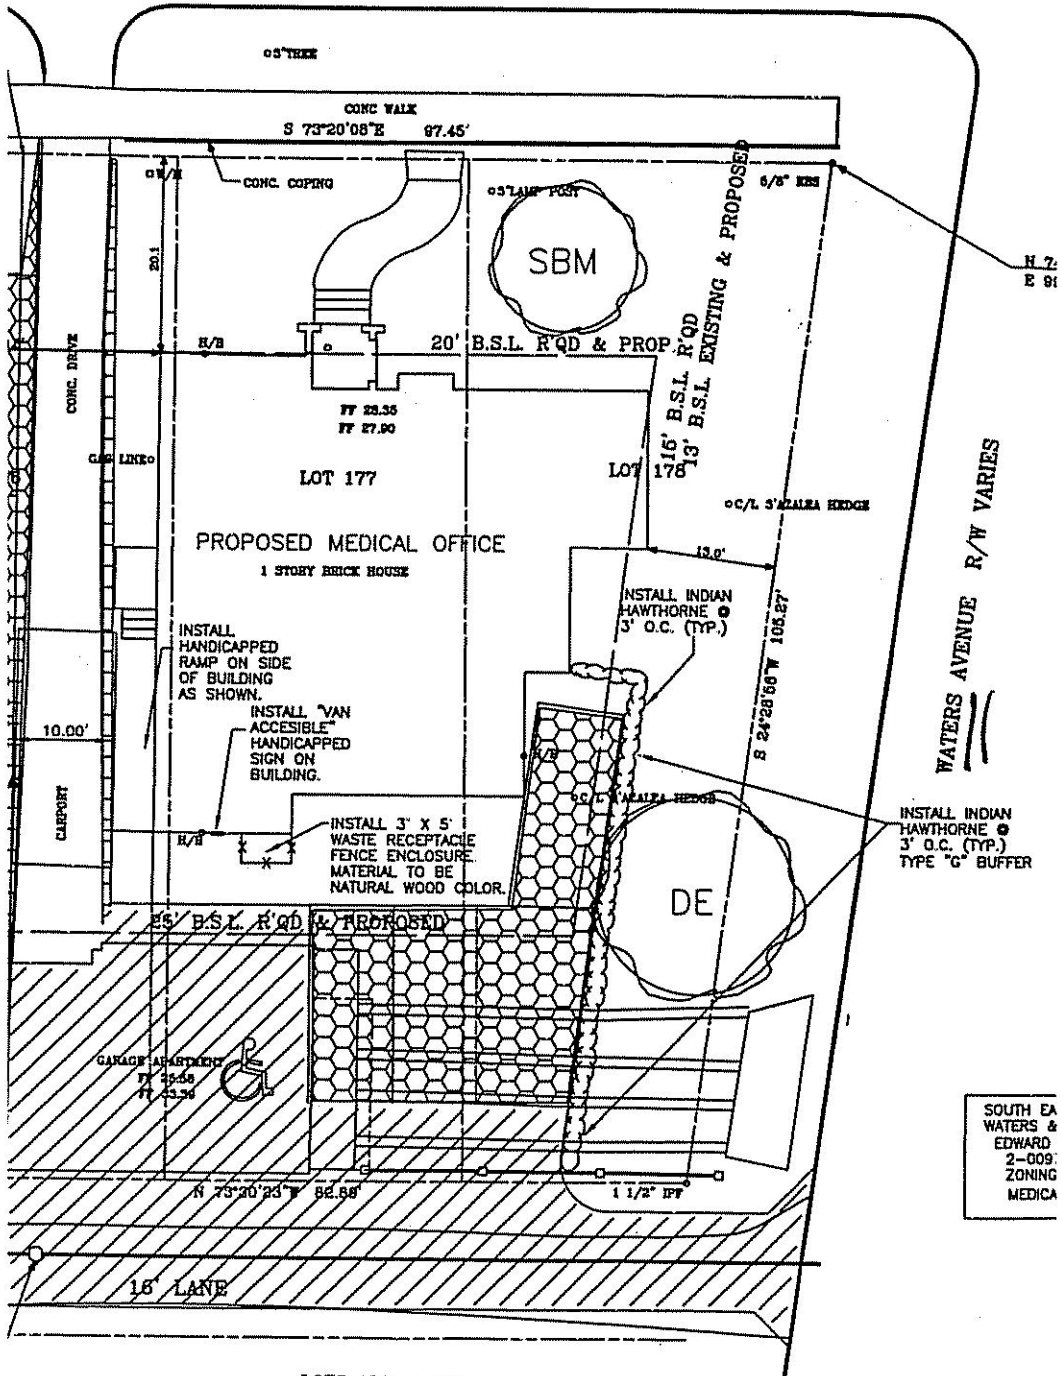 3"TREE
CONC WALK
S 73°20'08"E 97.45'
W/H
CONC. COPING
3'LAMP POST
5/8" RBS
SBM
20.1
15' B.S.L. R'QD
13' B.S.L. EXISTING & PROPOSED
H/B
20' B.S.L. R'QD & PROP.
CONC. DRIVE
FF 28.35
FF 27.90
GAS LINE
LOT 177
LOT 178
C/L 3'AZALEA HEDGE
WATERS AVENUE R/W VARIES
PROPOSED MEDICAL OFFICE
1 STORY BRICK HOUSE
13.0'
INSTALL INDIAN
HAWTHORNE @
3' O.C. (TYP.)
S 24°28'56"W 105.27'
INSTALL
HANDICAPPED
RAMP ON SIDE
OF BUILDING
AS SHOWN.
INSTALL "VAN
ACCESIBLE"
HANDICAPPED
SIGN ON
BUILDING.
10.00'
H/B
CARPORT
C/L 3'AZALEA HEDGE
H/B
INSTALL 3' X 5'
WASTE RECEPTACLE
FENCE ENCLOSURE.
MATERIAL TO BE
NATURAL WOOD COLOR.
INSTALL INDIAN
HAWTHORNE @
3' O.C. (TYP.)
TYPE "G" BUFFER
DE
25' B.S.L. R'QD & PROPOSED
GARAGE APARTMENT
SOUTH EA
WATERS &
EDWARD
2-009
ZONING
MEDICA
1 1/2" IPF
16' LANE